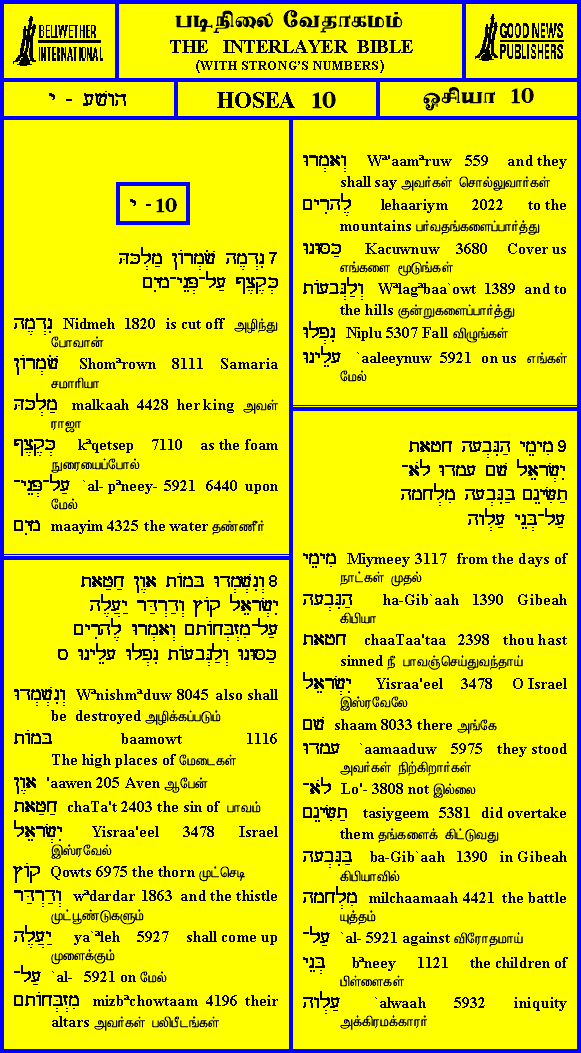 BELLWETHER
INTERNATIONAL
படிநிலை வேதாகமம்
THE INTERLAYER BIBLE
(WITH STRONG'S NUMBERS)
GOOD NEWS
PUBLISHERS
הושׁע - י
HOSEA 10
ஓசியா 10
י - 10
7 נִדְמֶה שֹׁמְרוֹן מַלְכָּהּ
כְּקֶצֶף עַל־פְּנֵי־מָיִם
נִדְמֶה Nidmeh 1820 is cut off அழிந்து
போவான்
שֹׁמְרוֹן Shomªrown 8111 Samaria
சமாரியா
מַלְכָּהּ malkaah 4428 her king அவள்
ராஜா
כְּקֶצֶף kªqetsep 7110 as the foam
நுரையைப்போல்
עַל־פְּנֵי־ `al- pªneey- 5921 6440 upon
மேல்
מָיִם maayim 4325 the water தண்ணீர்
8 וְנִשְׁמְדוּ בּמוֹת אָוֶן חַטַּאת
יִשְׂרָאֵל קוֹץ וְדַרְדַּר יַעֲלֶה
עַל־מִזְבְּחוֹתָם וְאָמְרוּ לֶהָרִים
כַּסּוּנוּ וְלַגְּבָעוֹת נִפְלוּ עָלֵינוּ ס
וְנִשְׁמְדוּ Wªnishmªduw 8045 also shall
be destroyed அழிக்கப்படும்
בּמוֹת baamowt 1116
The high places of மேடைகள்
אָוֶן 'aawen 205 Aven ஆபேன்
חַטַּאת chaTa't 2403 the sin of பாவம்
יִשְׂרָאֵל Yisraa'eel 3478 Israel
இஸ்ரவேல்
קוֹץ Qowts 6975 the thorn முட்செடி
וְדַרְדַּר wªdardar 1863 and the thistle
முட்பூண்டுகளும்
יַעֲלֶה ya`ªleh 5927 shall come up
முளைக்கும்
עַל־ `al- 5921 on மேல்
מִזְבְּחוֹתָם mizbªchowtaam 4196 their
altars அவர்கள் பலிபீடங்கள்
וְאָמְרוּ Wª'aamªruw 559 and they
shall say அவர்கள் சொல்லுவார்கள்
לֶהָרִים lehaariym 2022 to the
mountains பர்வதங்களைப்பார்த்து
כַּסּוּנוּ Kacuwnuw 3680 Cover us
எங்களை மூடுங்கள்
וְלַגְּבָעוֹת Wªlagªbaa`owt 1389 and to
the hills குன்றுகளைப்பார்த்து
נִפְלוּ Niplu 5307 Fall விழுங்கள்
עָלֵינוּ `aaleeynuw 5921 on us எங்கள்
மேல்
9 מִימֵי הַגִּבְעָה חָטָאתָ
יִשְׂרָאֵל שָׁם עָמָדוּ לֹא־
תַשִּׂיגֵם בַּגִּבְעָה מִלְחָמָה
עַל־בְּנֵי עַלְוָה
מִימֵי Miymeey 3117 from the days of
நாட்கள் முதல்
הַגִּבְעָה ha-Gib`aah 1390 Gibeah
கிபியா
חָטָאתָ chaaTaa'taa 2398 thou hast
sinned நீ பாவஞ்செய்துவந்தாய்
יִשְׂרָאֵל Yisraa'eel 3478 O Israel
இஸ்ரவேலே
שָׁם shaam 8033 there அங்கே
עָמָדוּ `aamaaduw 5975 they stood
அவர்கள் நிற்கிறார்கள்
לֹא־ Lo'- 3808 not இல்லை
תַשִּׂיגֵם tasiygeem 5381 did overtake
them தங்களைக் கிட்டுவது
בַּגִּבְעָה ba-Gib`aah 1390 in Gibeah
கிபியாவில்
מִלְחָמָה milchaamaah 4421 the battle
யுத்தம்
עַל־ `al- 5921 against விரோதமாய்
בְּנֵי bªneey 1121 the children of
பிள்ளைகள்
עַלְוָה `alwaah 5932 iniquity
அக்கிரமக்காரர்